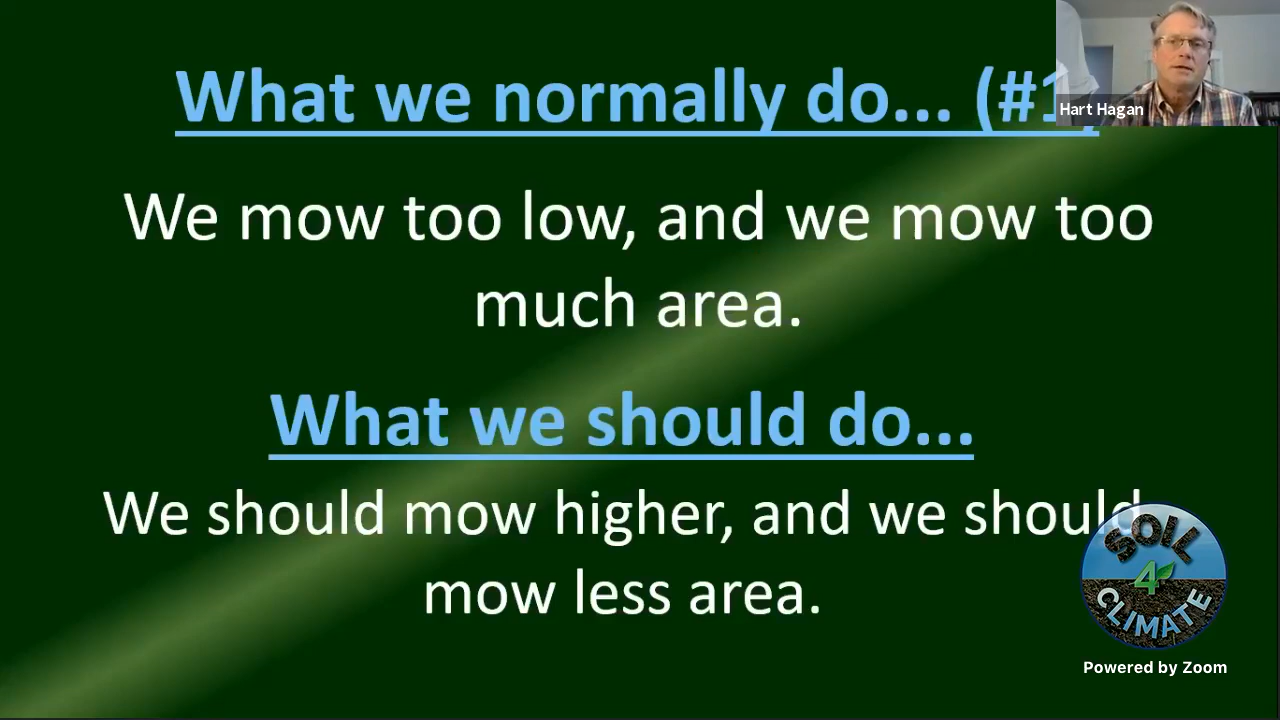 What we normally do... (#1)
Hart Hagan
We mow too low, and we mow too
much area.
What we should do...
We should mow higher, and we should
mow less area.
SOIL
4
CLIMATE
Powered by Zoom